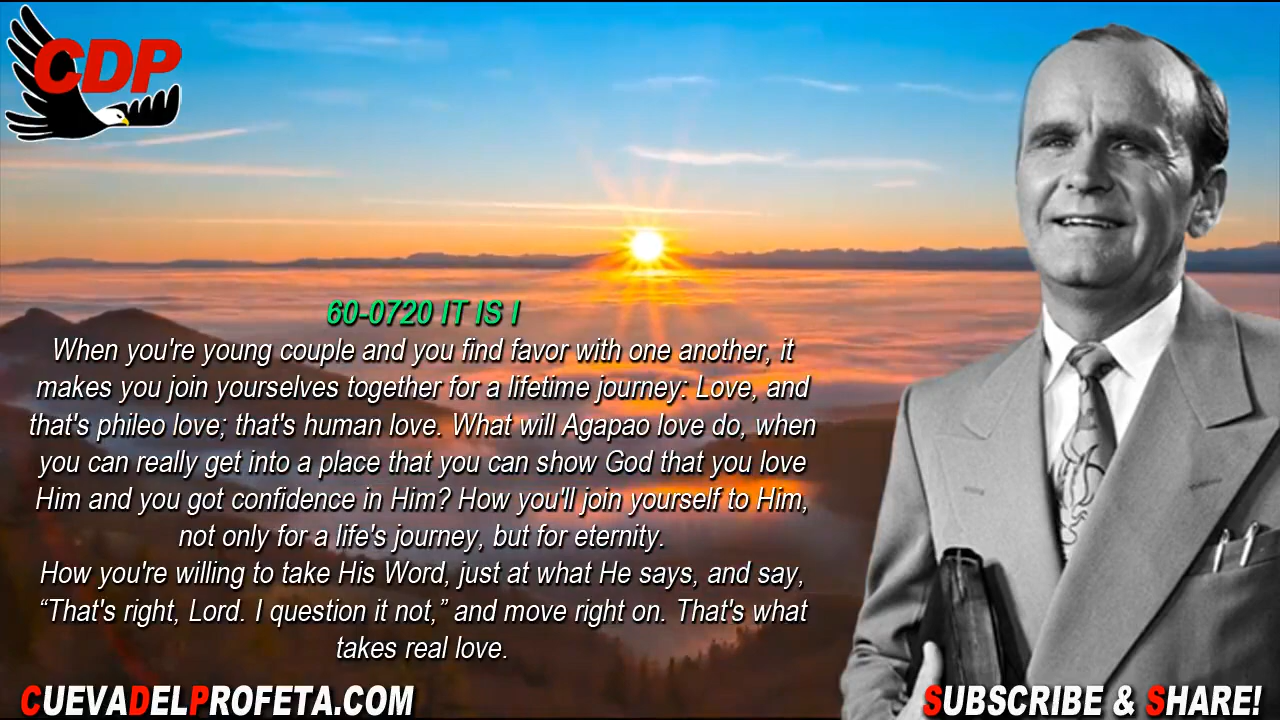 CDP
60-0720 IT IS I
When you're young couple and you find favor with one another, it
makes you join yourselves together for a lifetime journey: Love, and
that's phileo love; that's human love. What will Agapao love do, when
you can really get into a place that you can show God that you love
Him and you got confidence in Him? How you'll join yourself to Him,
not only for a life's journey, but for eternity.
How you're willing to take His Word, just at what He says, and say,
“That's right, Lord. I question it not,” and move right on. That's what
takes real love.
CUEVADELPROFETA.COM
SUBSCRIBE & SHARE!